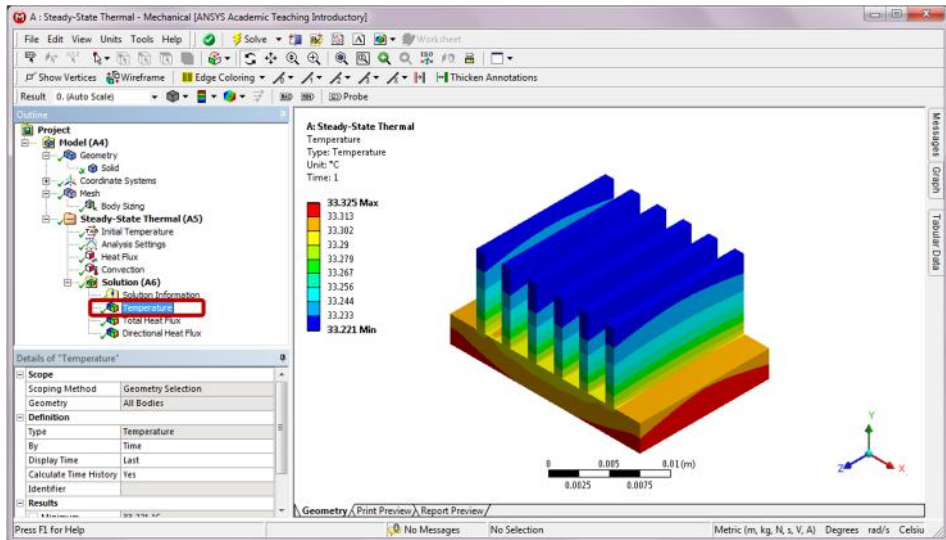 A : Steady-State Thermal - Mechanical [ANSYS Academic Teaching Introductory]
File Edit View Units Tools Help Solve Worksheet
Show Vertices Wireframe Edge Coloring Thicken Annotations
Result 0. (Auto Scale) Probe
Outline
Project
Model (A4)
Geometry
Solid
Coordinate Systems
Mesh
Body Sizing
Steady-State Thermal (A5)
Initial Temperature
Analysis Settings
Heat Flux
Convection
Solution (A6)
Solution Information
Temperature
Total Heat Flux
Directional Heat Flux
Details of "Temperature"
Scope
Scoping Method Geometry Selection
Geometry All Bodies
Definition
Type Temperature
By Time
Display Time Last
Calculate Time History Yes
Identifier
Results
Minimum 33.221 °C
A: Steady-State Thermal
Temperature
Type: Temperature
Unit: °C
Time: 1
33.325 Max
33.313
33.302
33.29
33.279
33.267
33.256
33.244
33.233
33.221 Min
0 0.005 0.01 (m)
0.0025 0.0075
Y
Z X
Geometry Print Preview Report Preview
Messages
Graph
Tabular Data
Press F1 for Help No Messages No Selection Metric (m, kg, N, s, V, A) Degrees rad/s Celsiu